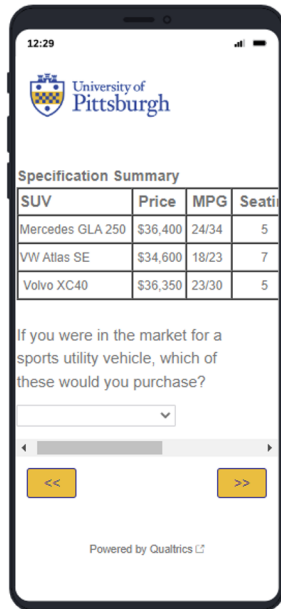 12:29
University of
Pittsburgh
Specification Summary
SUV Price MPG Seati
Mercedes GLA 250 $36,400 24/34 5
VW Atlas SE $34,600 18/23 7
Volvo XC40 $36,350 23/30 5
If you were in the market for a
sports utility vehicle, which of
these would you purchase?
<< >>
Powered by Qualtrics